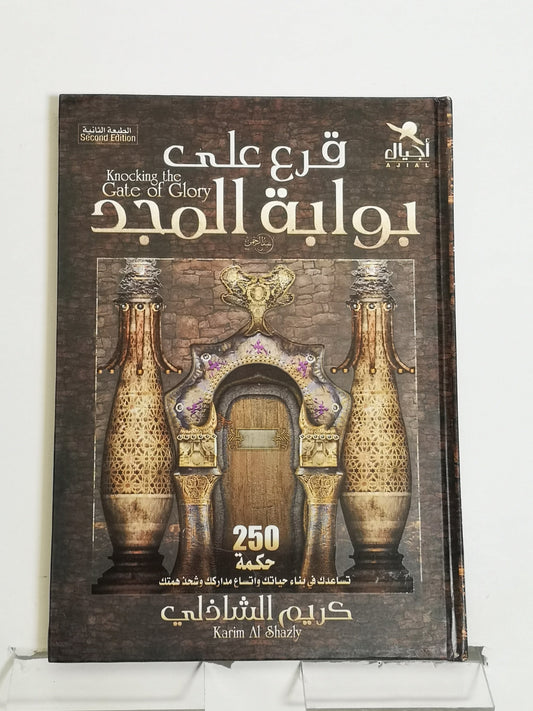 الطبعة الثانية
Second Edition
أجيال
AJIAL
قرع على
Knocking the
Gate of Glory
بوابة المجد
250
حكمة
تساعدك في بناء حياتك واتساع مداركك وشحذ همتك
كريم الشاذلي
Karim Al Shazly